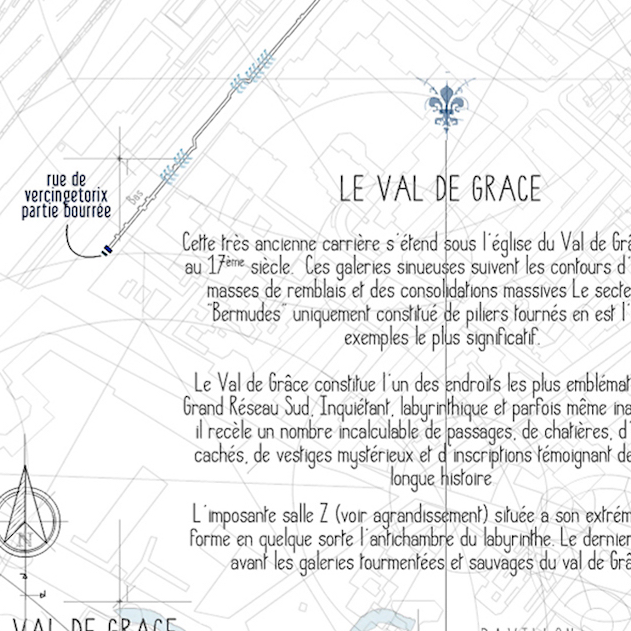 LE VAL DE GRACE
rue de
vercingetorix
partie bourrée
Bas
Cette très ancienne carrière s'étend sous l'église du Val de Grâ
au 17ème siècle. Ces galeries sinueuses suivent les contours d'
masses de remblais et des consolidations massives Le secte
"Bermudes" uniquement constitué de piliers tournés en est l'
exemples le plus significatif.
Le Val de Grâce constitue l'un des endroits les plus emblémat
Grand Réseau Sud, Inquiétant, labyrinthique et parfois même ina
il recèle un nombre incalculable de passages, de chatières, d'
cachés, de vestiges mystérieux et d'inscriptions témoignant de
longue histoire
L'imposante salle Z (voir agrandissement) située a son extrém
forme en quelque sorte l'antichambre du labyrinthe. Le dernier
avant les galeries tourmentées et sauvages du val de Grâ
N
VAL DE GRACE
PAVILLON